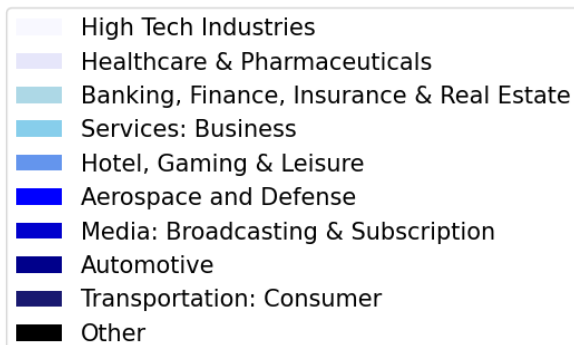 High Tech Industries
Healthcare & Pharmaceuticals
Banking, Finance, Insurance & Real Estate
Services: Business
Hotel, Gaming & Leisure
Aerospace and Defense
Media: Broadcasting & Subscription
Automotive
Transportation: Consumer
Other